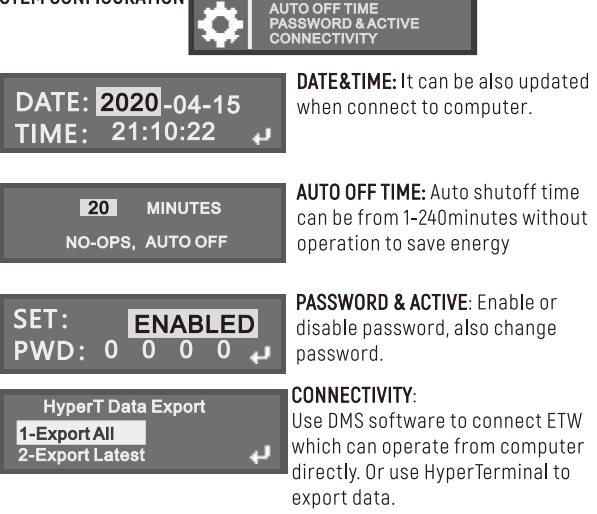 AUTO OFF TIME
PASSWORD & ACTIVE
CONNECTIVITY
DATE: 2020-04-15
TIME: 21:10:22
DATE&TIME: It can be also updated
when connect to computer.
20 MINUTES
NO-OPS, AUTO OFF
AUTO OFF TIME: Auto shutoff time
can be from 1-240minutes without
operation to save energy
SET: ENABLED
PWD: 0 0 0 0
PASSWORD & ACTIVE: Enable or
disable password, also change
password.
HyperT Data Export
1-Export All
2-Export Latest
CONNECTIVITY:
Use DMS software to connect ETW
which can operate from computer
directly. Or use HyperTerminal to
export data.